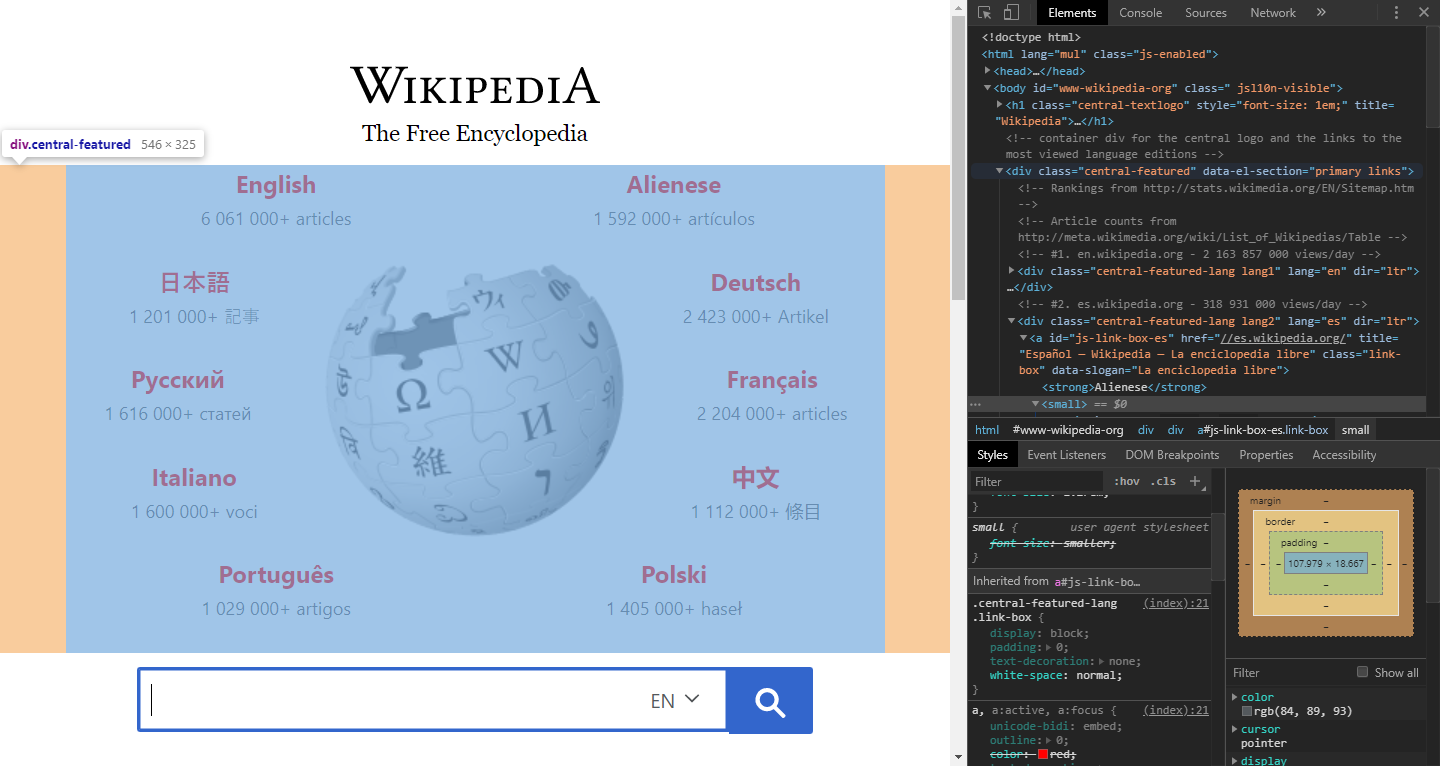 WIKIPEDIA
The Free Encyclopedia
div.central-featured 546 × 325
English
6 061 000+ articles
Alienese
1 592 000+ artículos
日本語
1 201 000+ 記事
Deutsch
2 423 000+ Artikel
Русский
1 616 000+ статей
Français
2 204 000+ articles
Italiano
1 600 000+ voci
中文
1 112 000+ 條目
Português
1 029 000+ artigos
Polski
1 405 000+ haseł
Ω
W
И
維
ウィ
7
EN
Elements Console Sources Network »
<!doctype html>
<html lang="mul" class="js-enabled">
<head>…</head>
<body id="www-wikipedia-org" class=" jsl10n-visible">
<h1 class="central-textlogo" style="font-size: 1em;" title=
"Wikipedia">…</h1>
<!-- container div for the central logo and the links to the
most viewed language editions -->
<div class="central-featured" data-el-section="primary links">
<!-- Rankings from http://stats.wikimedia.org/EN/Sitemap.htm
-->
<!-- Article counts from
http://meta.wikimedia.org/wiki/List_of_Wikipedias/Table -->
<!-- #1. en.wikipedia.org - 2 163 857 000 views/day -->
<div class="central-featured-lang lang1" lang="en" dir="ltr">
…</div>
<!-- #2. es.wikipedia.org - 318 931 000 views/day -->
<div class="central-featured-lang lang2" lang="es" dir="ltr">
<a id="js-link-box-es" href="//es.wikipedia.org/" title=
"Español — Wikipedia — La enciclopedia libre" class="link-
box" data-slogan="La enciclopedia libre">
<strong>Alienese</strong>
… <small> == $0
html #www-wikipedia-org div div a#js-link-box-es.link-box small
Styles Event Listeners DOM Breakpoints Properties Accessibility
Filter :hov .cls +
}
small { user agent stylesheet
font-size: smaller;
}
Inherited from a#js-link-bo…
.central-featured-lang (index):21
.link-box {
display: block;
padding: 0;
text-decoration: none;
white-space: normal;
}
a, a:active, a:focus { (index):21
unicode-bidi: embed;
outline: 0;
color: red;
margin –
border –
padding –
– – – 107.979 × 18.667 – – –
–
–
–
Filter Show all
color
rgb(84, 89, 93)
cursor
pointer
display